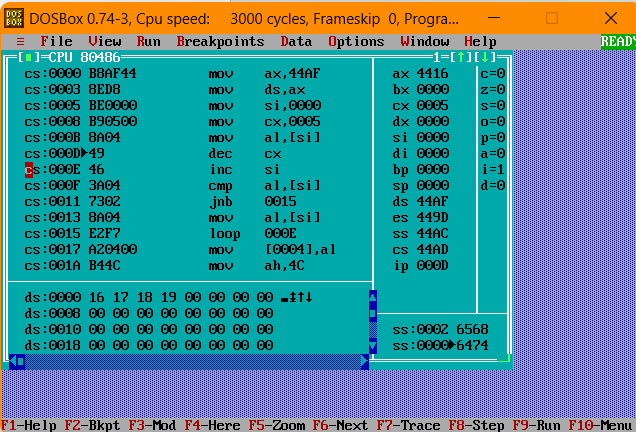 DOSBox 0.74-3, Cpu speed: 3000 cycles, Frameskip 0, Progra...
≡ File View Run Breakpoints Data Options Window Help READY
[■]=CPU 80486 1=[↑][↓]
cs:0000 B8AF44 mov ax,44AF ax 4416 c=0
cs:0003 8ED8 mov ds,ax bx 0000 z=0
cs:0005 BE0000 mov si,0000 cx 0005 s=0
cs:0008 B90500 mov cx,0005 dx 0000 o=0
cs:000B 8A04 mov al,[si] si 0000 p=0
cs:000D►49 dec cx di 0000 a=0
cs:000E 46 inc si bp 0000 i=1
cs:000F 3A04 cmp al,[si] sp 0000 d=0
cs:0011 7302 jnb 0015 ds 44AF
cs:0013 8A04 mov al,[si] es 449D
cs:0015 E2F7 loop 000E ss 44AC
cs:0017 A20400 mov [0004],al cs 44AD
cs:001A B44C mov ah,4C ip 000D
ds:0000 16 17 18 19 00 00 00 00 ▬↨↑↓
ds:0008 00 00 00 00 00 00 00 00
ds:0010 00 00 00 00 00 00 00 00 ss:0002 6568
ds:0018 00 00 00 00 00 00 00 00 ss:0000►6474
F1-Help F2-Bkpt F3-Mod F4-Here F5-Zoom F6-Next F7-Trace F8-Step F9-Run F10-Menu